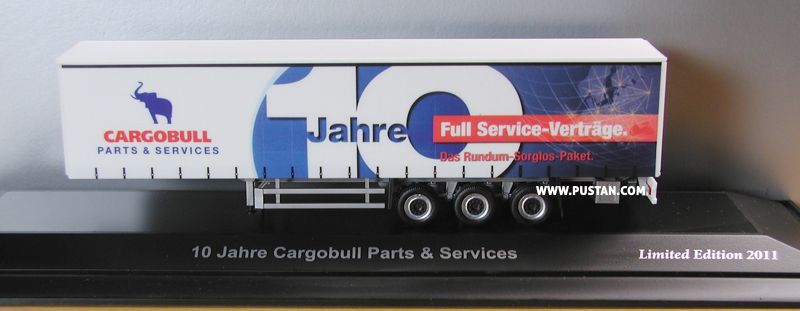 CARGOBULL
PARTS & SERVICES
10
Jahre
Full Service-Verträge.
Das Rundum-Sorglos-Paket.
WWW.PUSTAN.COM
10 Jahre Cargobull Parts & Services
Limited Edition 2011